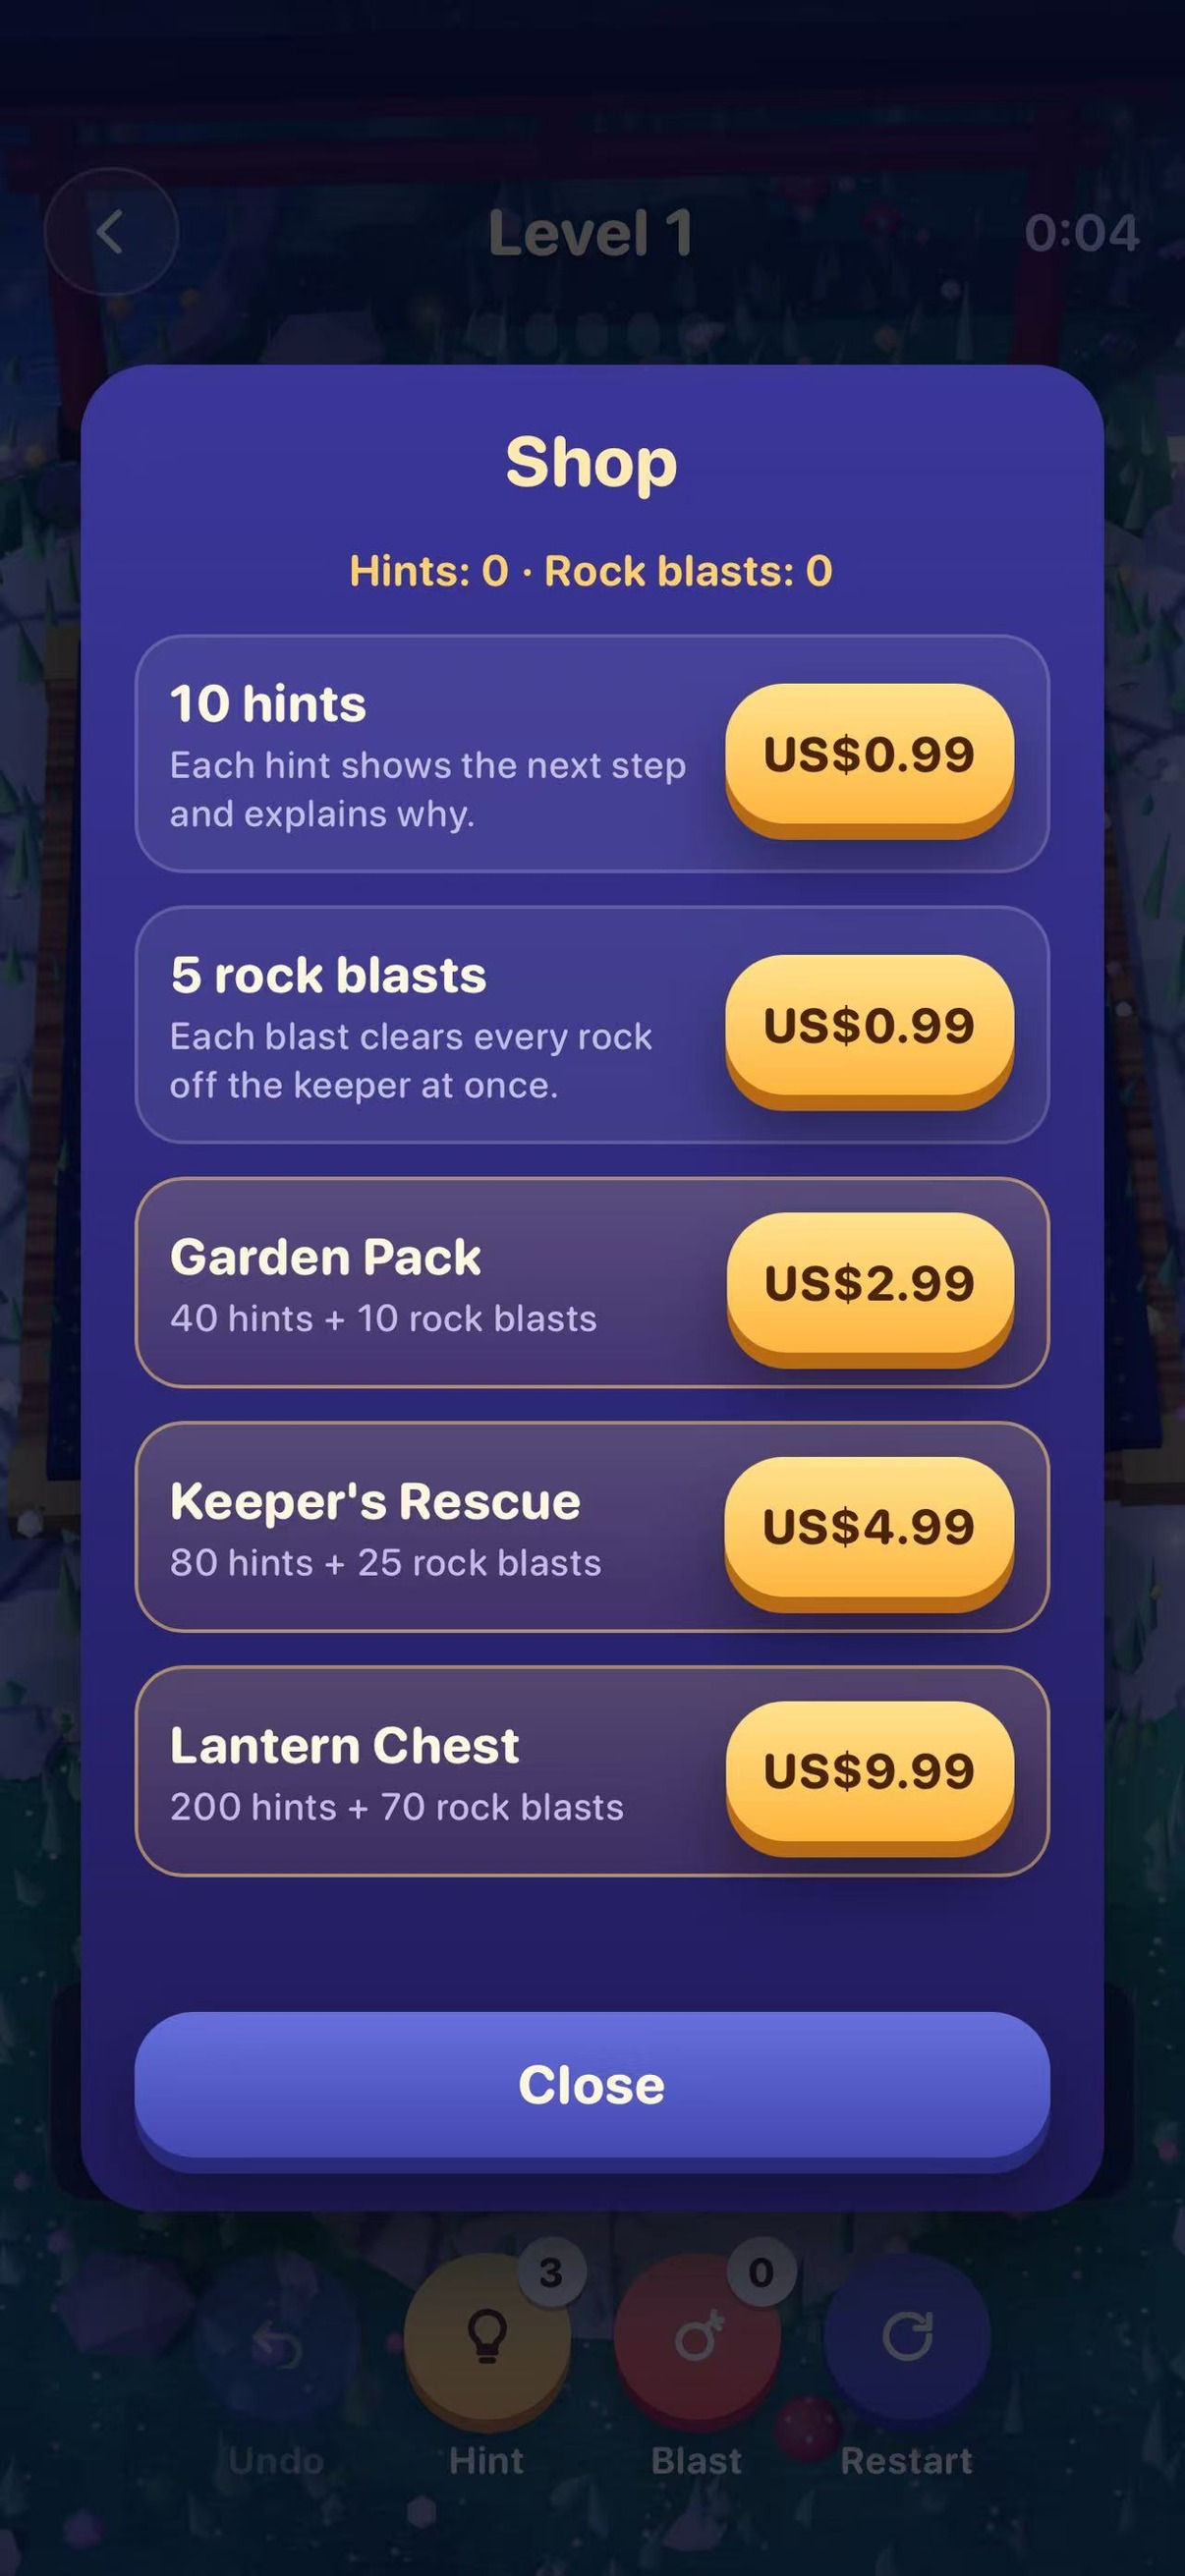 Level 1
0:04
Shop
Hints: 0 · Rock blasts: 0
10 hints
Each hint shows the next step
and explains why.
US$0.99
5 rock blasts
Each blast clears every rock
off the keeper at once.
US$0.99
Garden Pack
40 hints + 10 rock blasts
US$2.99
Keeper's Rescue
80 hints + 25 rock blasts
US$4.99
Lantern Chest
200 hints + 70 rock blasts
US$9.99
Close
3
0
Undo
Hint
Blast
Restart